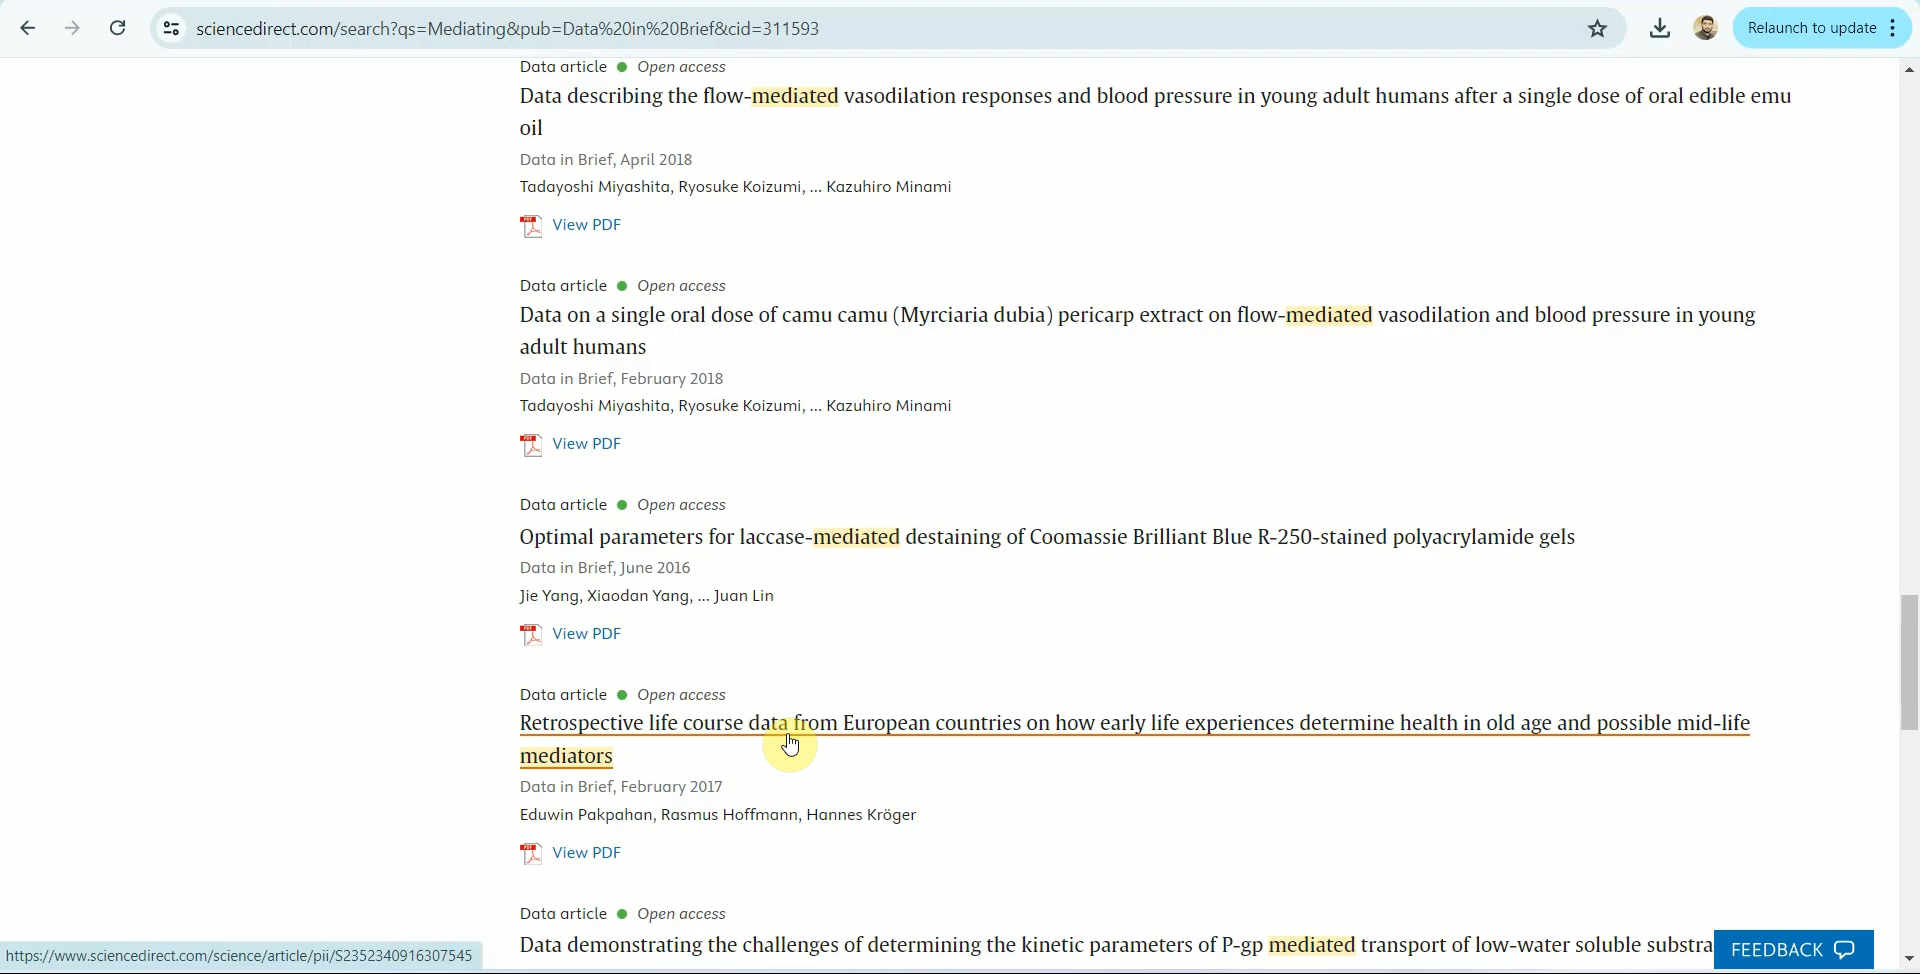 sciencedirect.com/search?qs=Mediating&pub=Data%20in%20Brief&cid=311593
Relaunch to update
Data article Open access
Data describing the flow-mediated vasodilation responses and blood pressure in young adult humans after a single dose of oral edible emu
oil
Data in Brief, April 2018
Tadayoshi Miyashita, Ryosuke Koizumi, ... Kazuhiro Minami
View PDF
Data article Open access
Data on a single oral dose of camu camu (Myrciaria dubia) pericarp extract on flow-mediated vasodilation and blood pressure in young
adult humans
Data in Brief, February 2018
Tadayoshi Miyashita, Ryosuke Koizumi, ... Kazuhiro Minami
View PDF
Data article Open access
Optimal parameters for laccase-mediated destaining of Coomassie Brilliant Blue R-250-stained polyacrylamide gels
Data in Brief, June 2016
Jie Yang, Xiaodan Yang, ... Juan Lin
View PDF
Data article Open access
Retrospective life course data from European countries on how early life experiences determine health in old age and possible mid-life
mediators
Data in Brief, February 2017
Eduwin Pakpahan, Rasmus Hoffmann, Hannes Kröger
View PDF
Data article Open access
Data demonstrating the challenges of determining the kinetic parameters of P-gp mediated transport of low-water soluble substra
FEEDBACK
https://www.sciencedirect.com/science/article/pii/S2352340916307545